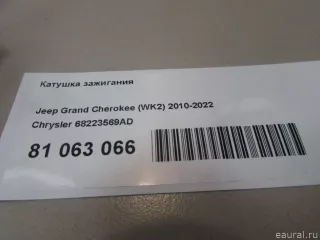 Катушка зажигания
Jeep Grand Cherokee (WK2) 2010-2022
Chrysler 68223569AD
81 063 066
eaural.ru